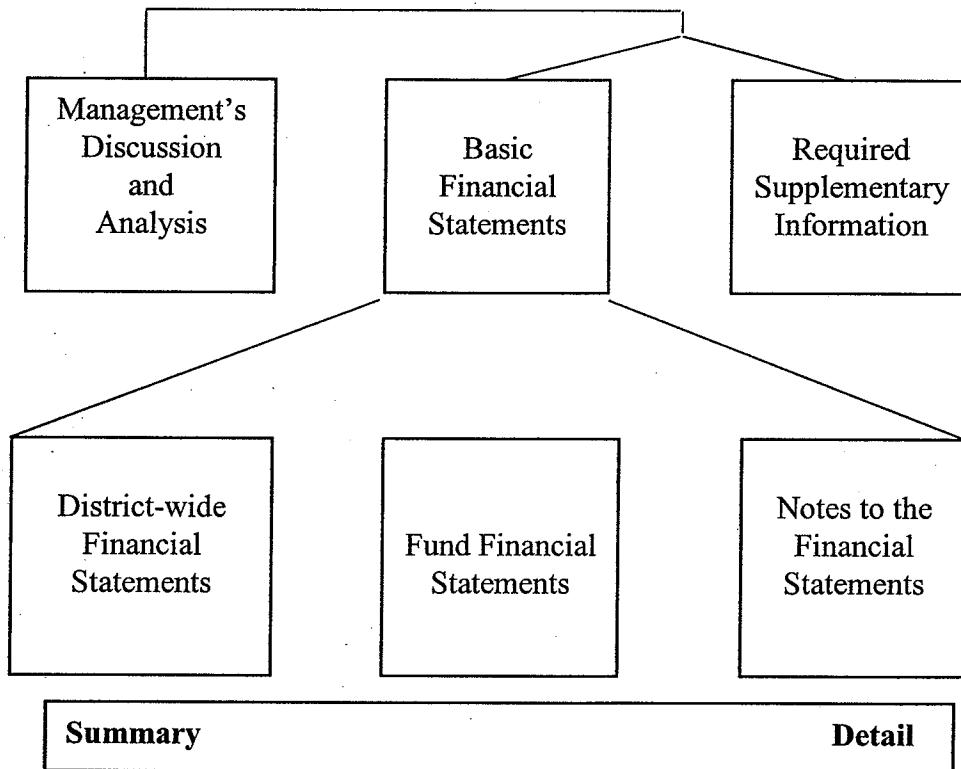 Management's
Discussion
and
Analysis
Basic
Financial
Statements
Required
Supplementary
Information
District-wide
Financial
Statements
Fund Financial
Statements
Notes to the
Financial
Statements
Summary Detail